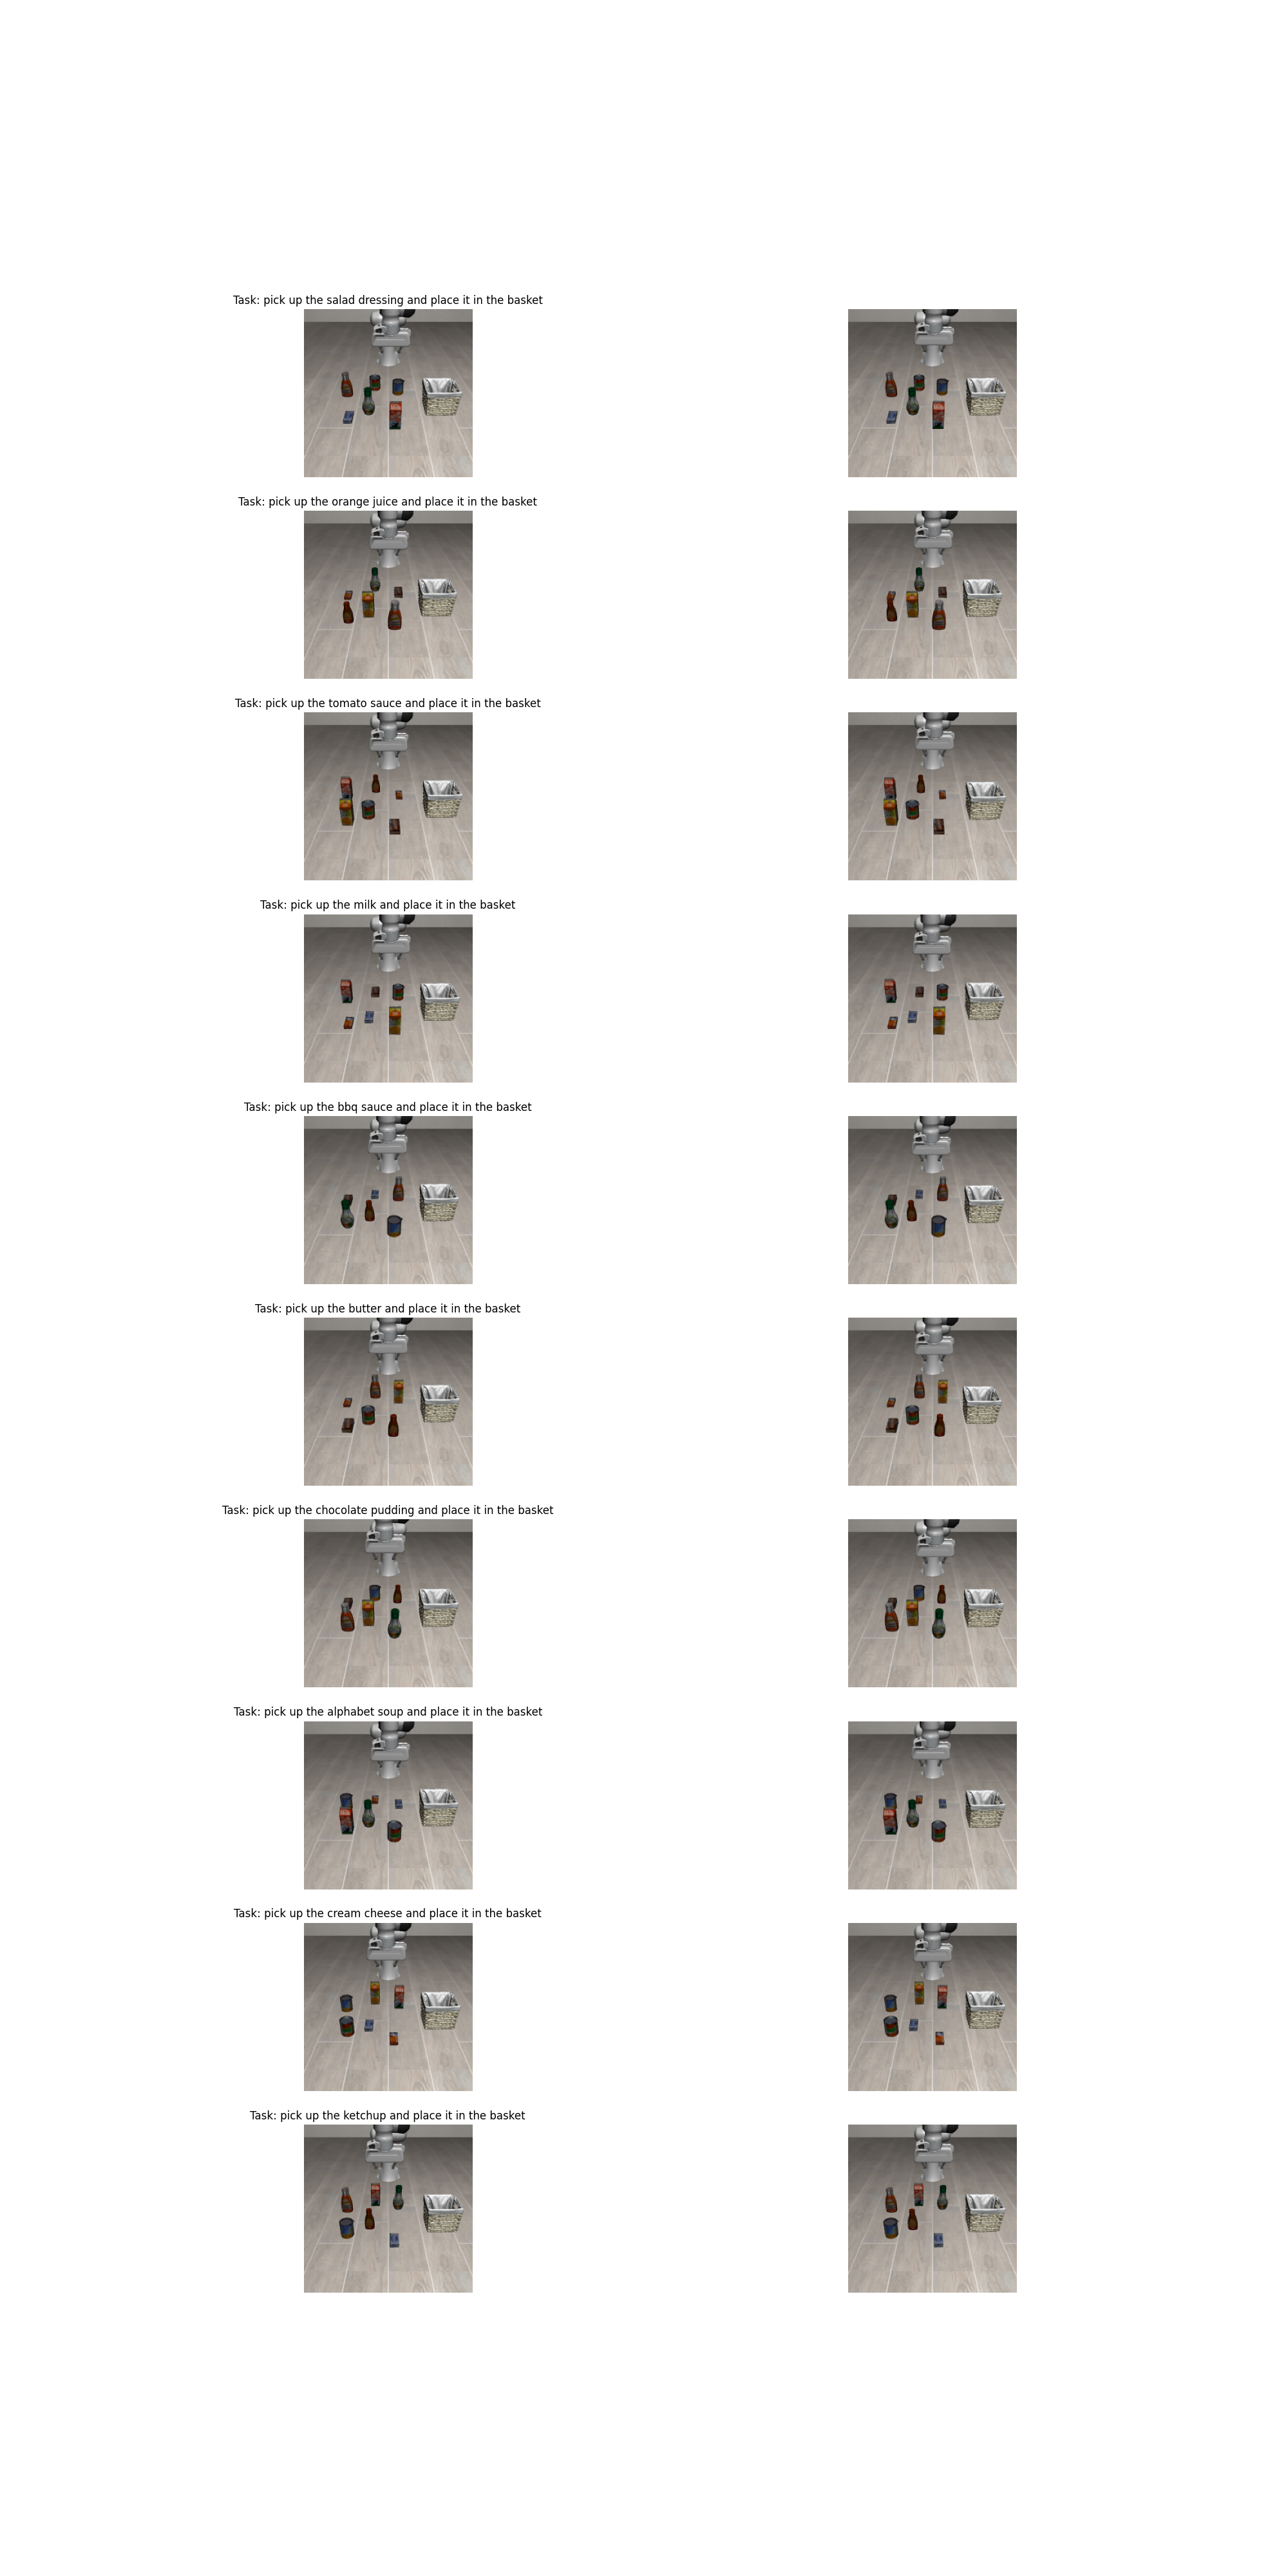 Task: pick up the salad dressing and place it in the basket
Task: pick up the orange juice and place it in the basket
Task: pick up the tomato sauce and place it in the basket
Task: pick up the milk and place it in the basket
Task: pick up the bbq sauce and place it in the basket
Task: pick up the butter and place it in the basket
Task: pick up the chocolate pudding and place it in the basket
Task: pick up the alphabet soup and place it in the basket
Task: pick up the cream cheese and place it in the basket
Task: pick up the ketchup and place it in the basket